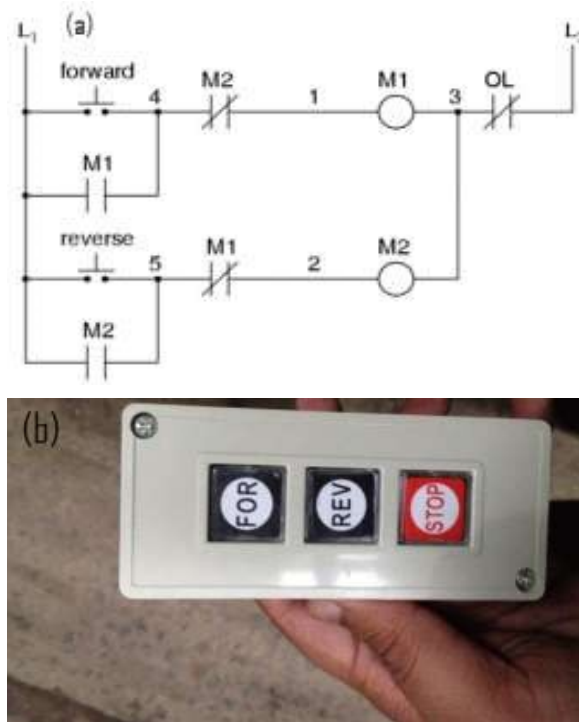 (a)
L1 L2
forward
4 M2 1 M1 3 OL
M1
reverse
5 M1 2 M2
M2
(b)
FOR REV STOP